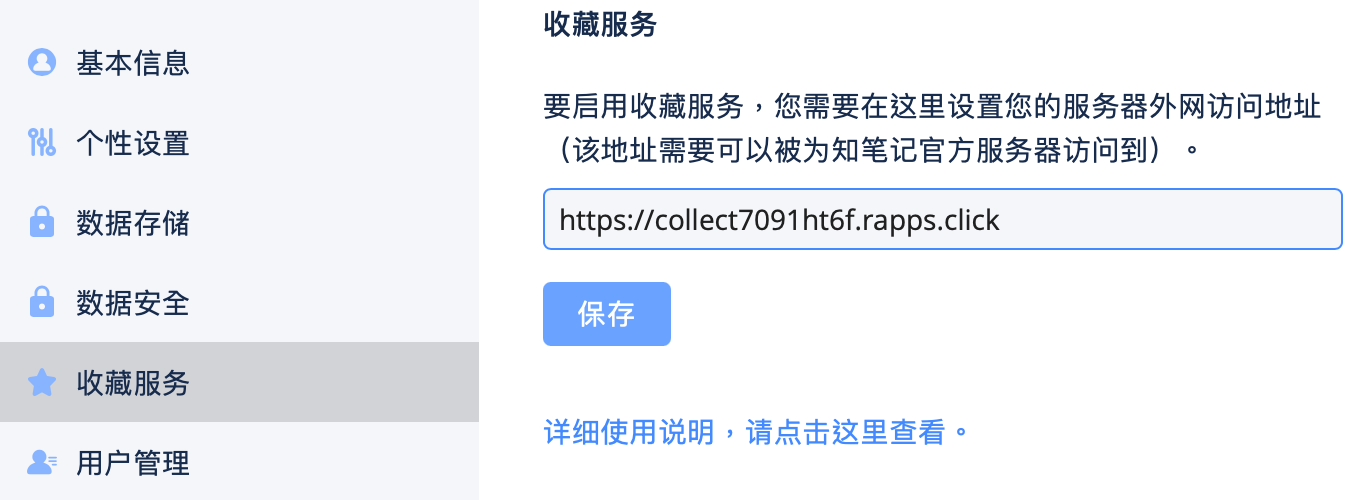 基本信息
个性设置
数据存储
数据安全
收藏服务
用户管理
收藏服务
要启用收藏服务，您需要在这里设置您的服务器外网访问地址
（该地址需要可以被为知笔记官方服务器访问到）。
https://collect7091ht6f.rapps.click
保存
详细使用说明，请点击这里查看。